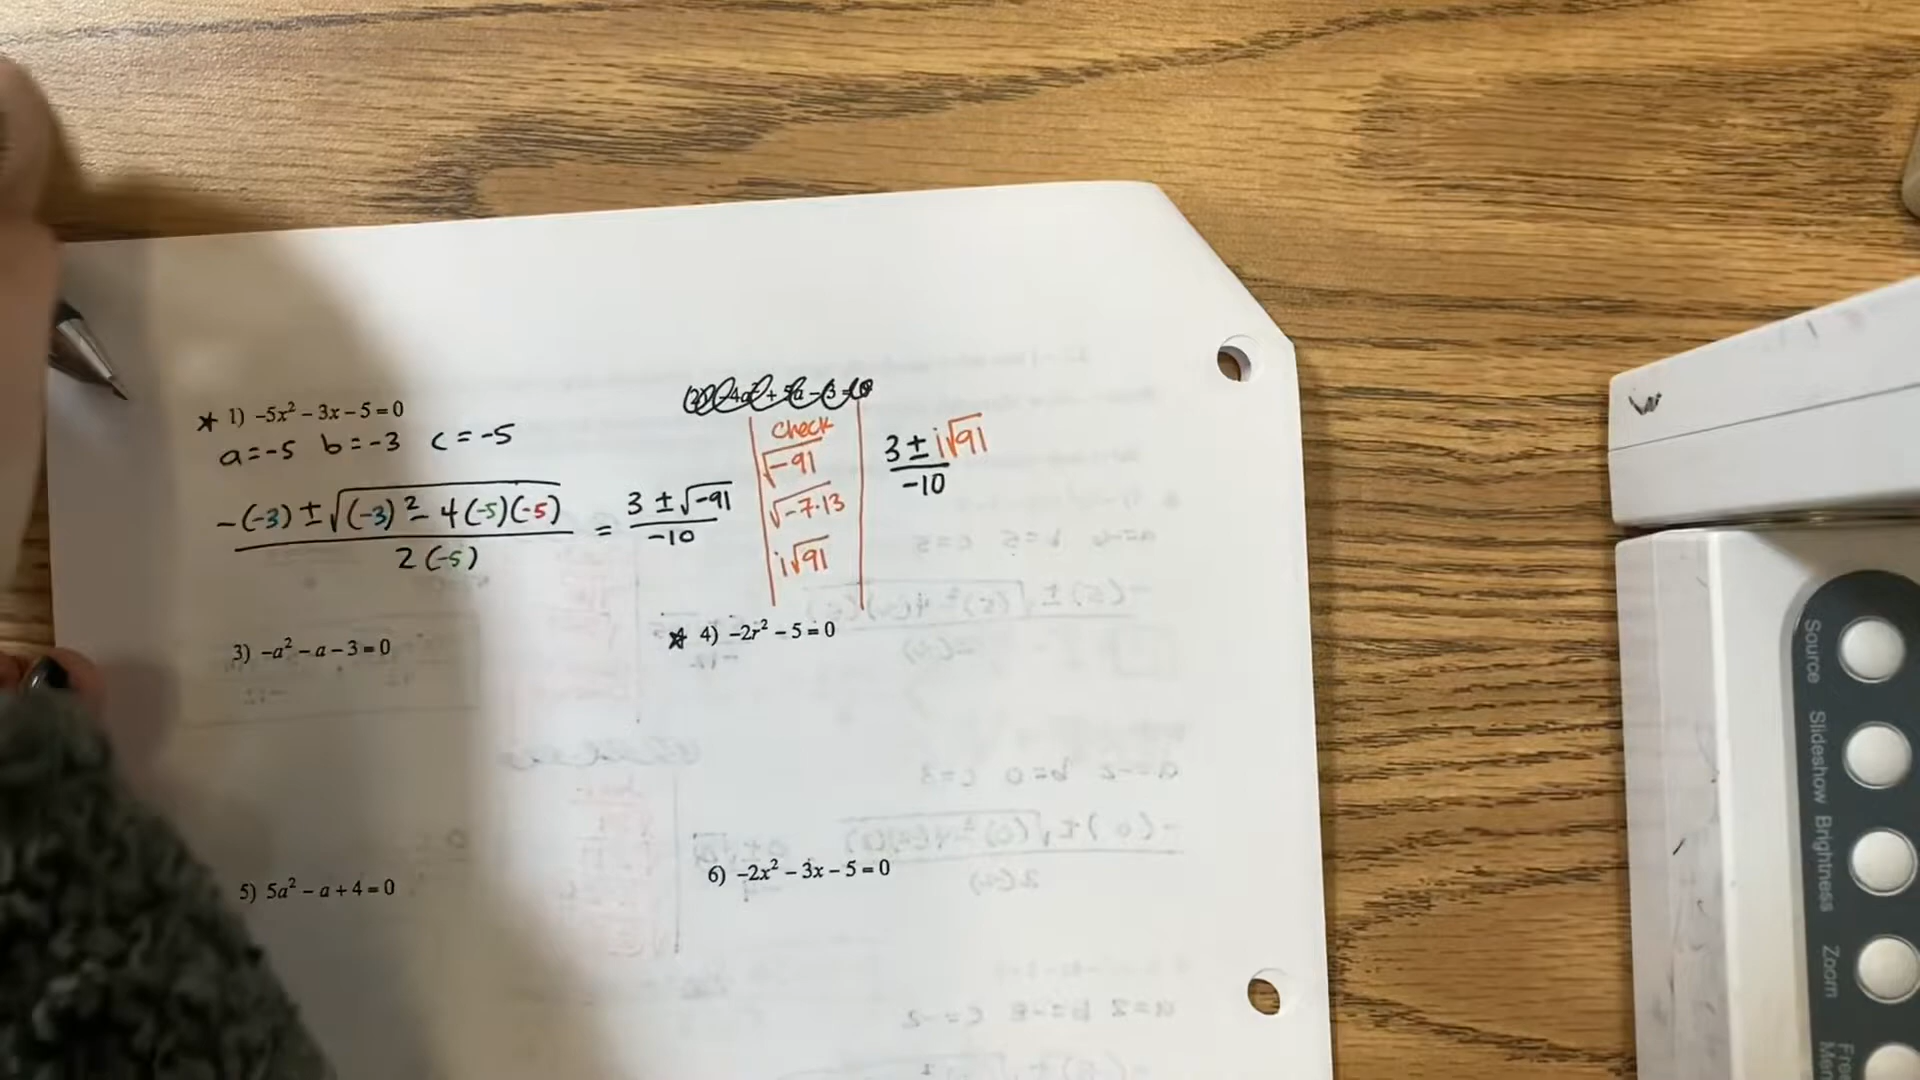 1) -5x² - 3x - 5 = 0
a = -5 b = -3 c = -5
-(-3) ± √(-3)² - 4(-5)(-5)
2(-5)
=
3 ± √-91
-10
check
√-91
√-7·13
i√91
3 ± i√91
-10
3) -a² - a - 3 = 0
4) -2r² - 5 = 0
5) 5a² - a + 4 = 0
6) -2x² - 3x - 5 = 0
Source
Slideshow
Brightness
Zoom